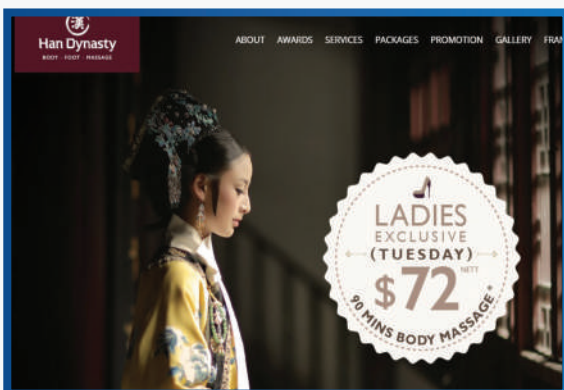 漢
Han Dynasty
BODY · FOOT · MASSAGE
ABOUT AWARDS SERVICES PACKAGES PROMOTION GALLERY FRAN
LADIES
EXCLUSIVE
(TUESDAY)
$72 NETT
90 MINS BODY MASSAGE*